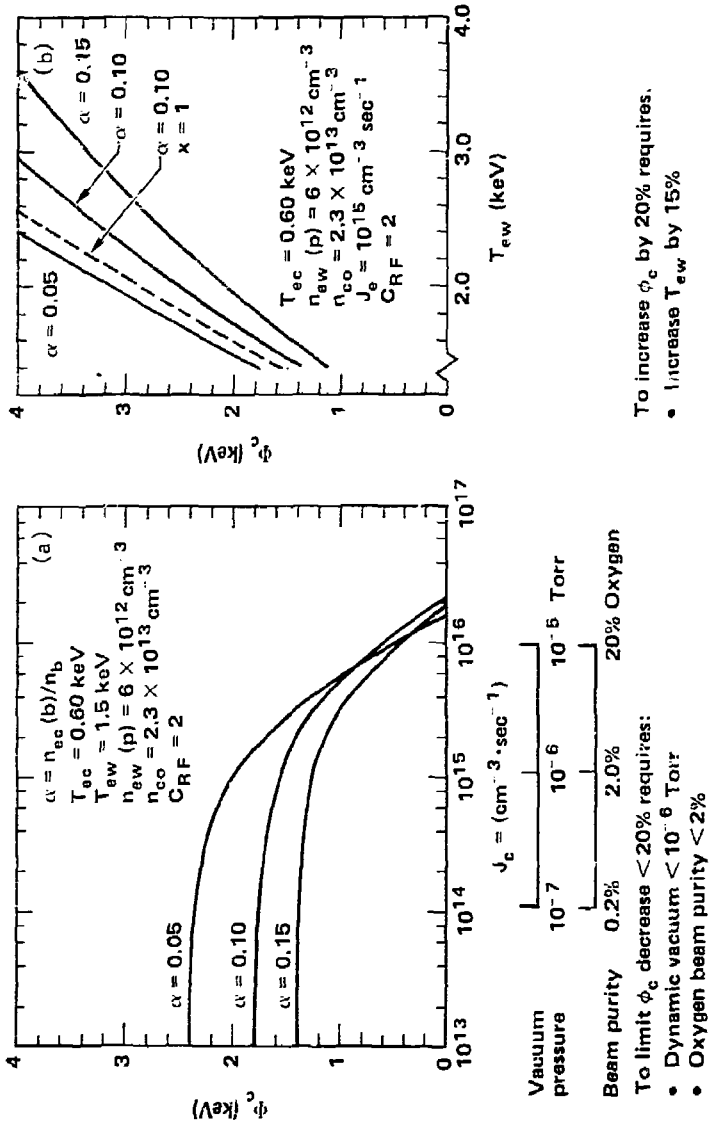 (a)
α = n_ec (b)/n_b
T_ec = 0.60 keV
T_ew = 1.5 keV
n_ew (p) = 6 × 10^12 cm^-3
n_co = 2.3 × 10^13 cm^-3
C_RF = 2
α = 0.05
α = 0.10
α = 0.15
Φ_c (keV)
4
3
2
1
0
10^13
10^14
10^15
10^16
10^17
J_c = (cm^-3·sec^-1)
Vacuum pressure 10^-7 10^-6 10^-5 Torr
Beam purity 0.2% 2.0% 20% Oxygen
To limit ϕ_c decrease <20% requires:
• Dynamic vacuum <10^-6 Torr
• Oxygen beam purity <2%
(b)
α = 0.05
α = 0.15
α = 0.10
α = 0.10
κ = 1
T_ec = 0.60 keV
n_ew (p) = 6 × 10^12 cm^-3
n_co = 2.3 × 10^13 cm^-3
J_e = 10^15 cm^-3 sec^-1
C_RF = 2
Φ_c (keV)
4
3
2
1
0
2.0
3.0
4.0
T_ew (keV)
To increase ϕ_c by 20% requires.
• Increase T_ew by 15%